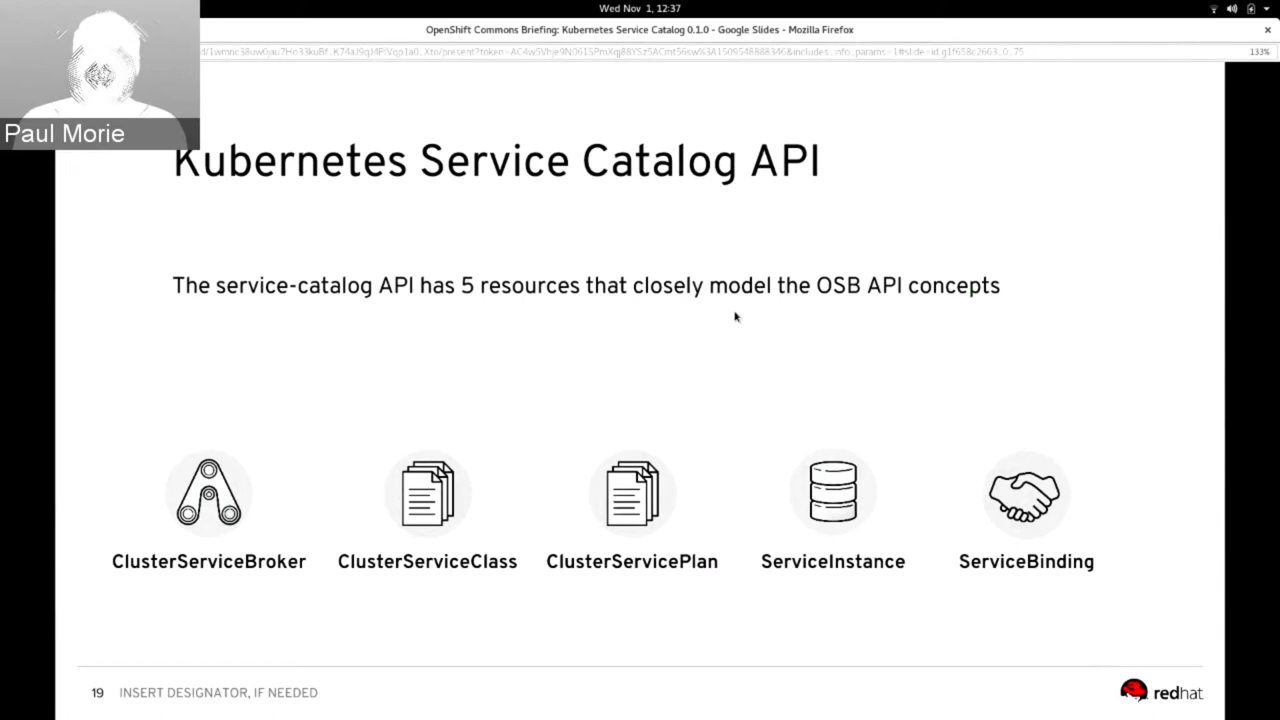 Wed Nov 1, 12:37
OpenShift Commons Briefing: Kubernetes Service Catalog 0.1.0 - Google Slides - Mozilla Firefox
133%
Paul Morie
Kubernetes Service Catalog API
The service-catalog API has 5 resources that closely model the OSB API concepts
ClusterServiceBroker ClusterServiceClass ClusterServicePlan ServiceInstance ServiceBinding
19 INSERT DESIGNATOR, IF NEEDED
redhat